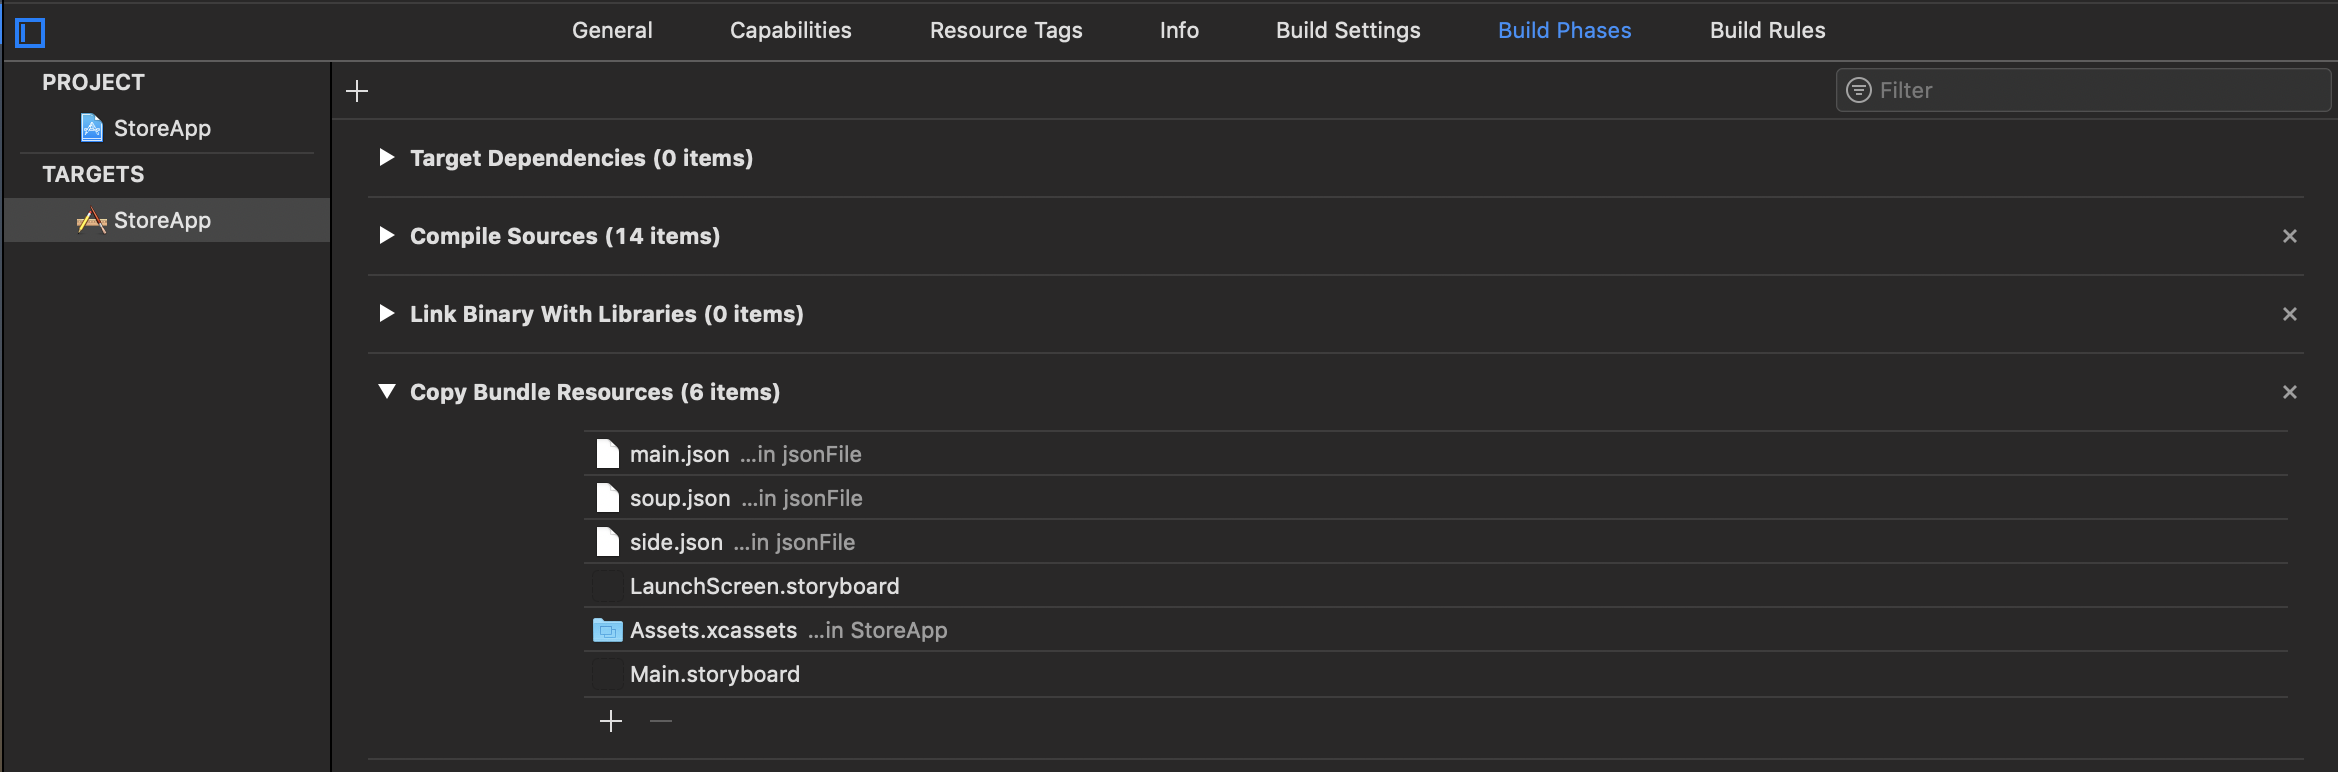 General Capabilities Resource Tags Info Build Settings Build Phases Build Rules
PROJECT
StoreApp
TARGETS
StoreApp
Filter
Target Dependencies (0 items)
Compile Sources (14 items)
Link Binary With Libraries (0 items)
Copy Bundle Resources (6 items)
main.json ...in jsonFile
soup.json ...in jsonFile
side.json ...in jsonFile
LaunchScreen.storyboard
Assets.xcassets ...in StoreApp
Main.storyboard